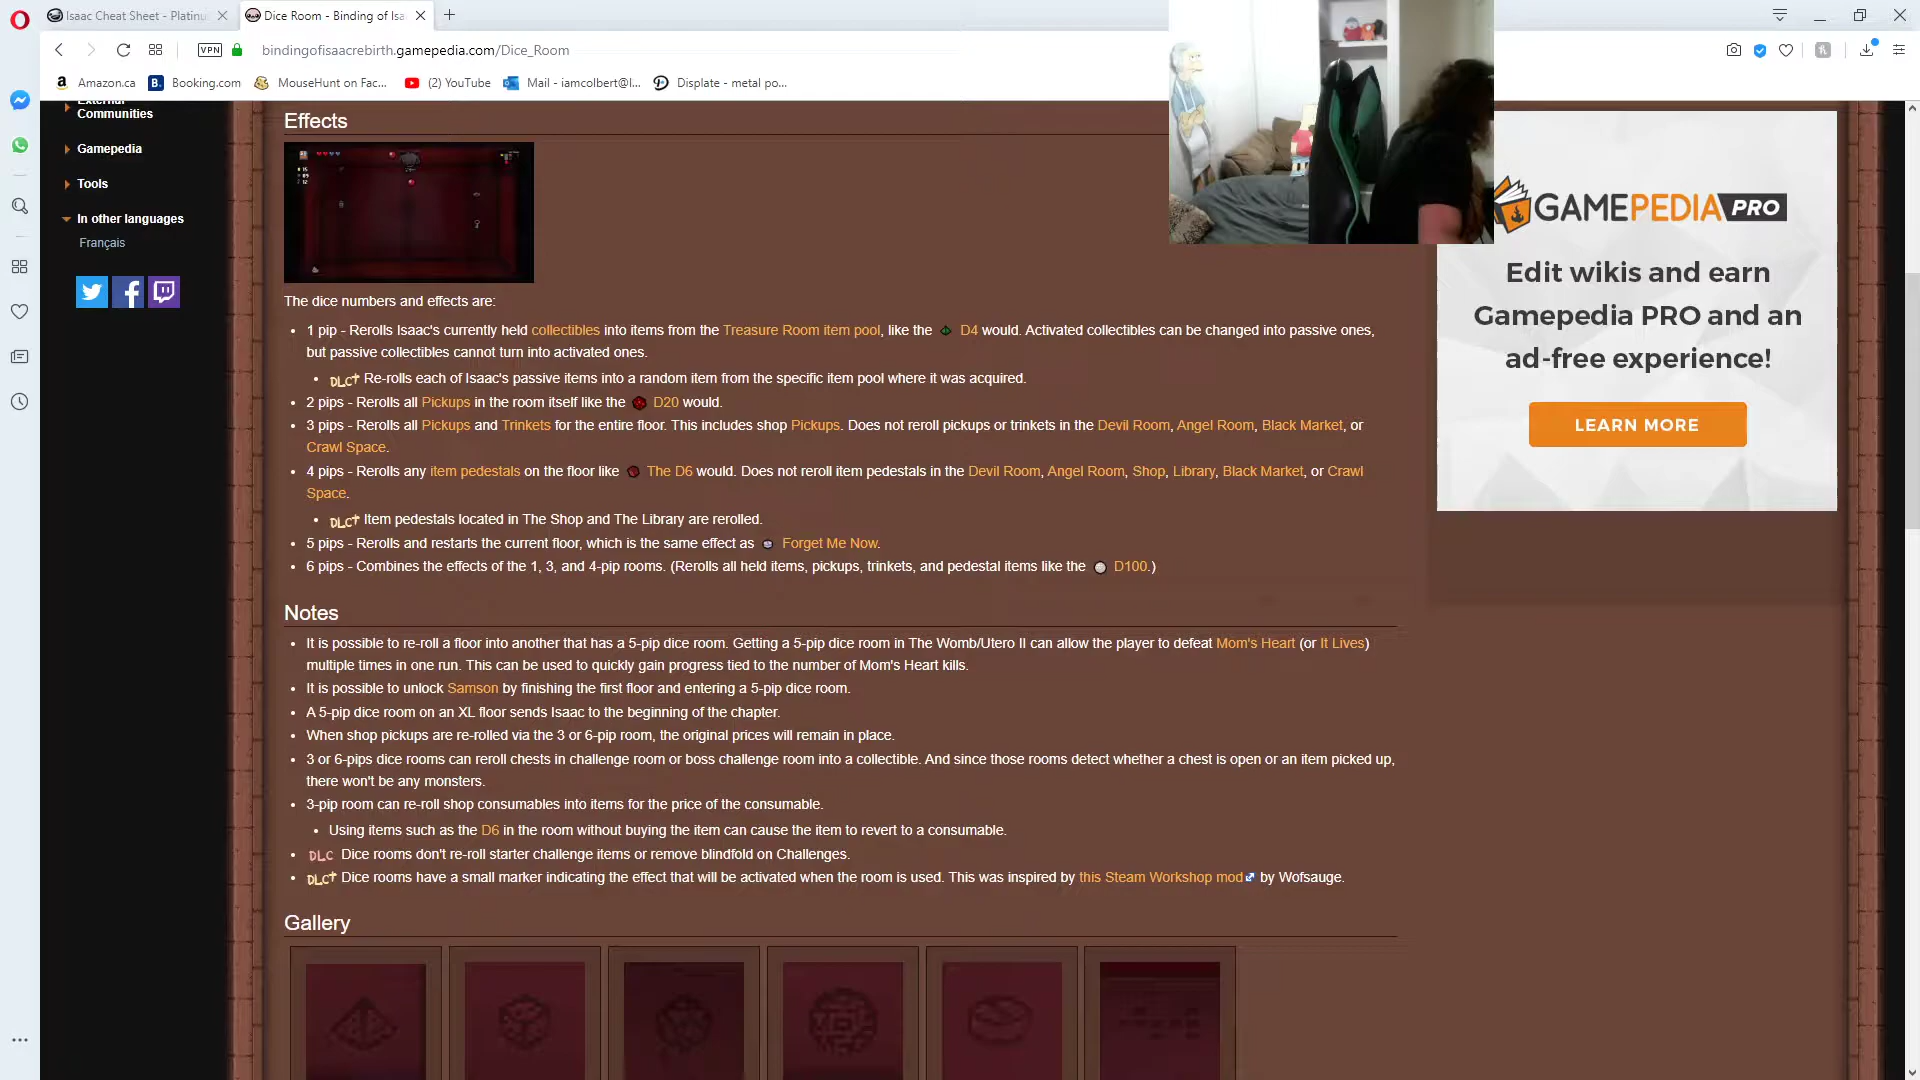 Isaac Cheat Sheet - Platinu
Dice Room - Binding of Isa
VPN
bindingofisaacrebirth.gamepedia.com/Dice_Room
Amazon.ca
B.
Booking.com
MouseHunt on Fac...
(2) YouTube
Mail - iamcolbert@l...
Displate - metal po...
External
Communities
Gamepedia
Tools
In other languages
Français
Effects
The dice numbers and effects are:
• 1 pip - Rerolls Isaac's currently held collectibles into items from the Treasure Room item pool, like the D4 would. Activated collectibles can be changed into passive ones,
but passive collectibles cannot turn into activated ones.
• DLC† Re-rolls each of Isaac's passive items into a random item from the specific item pool where it was acquired.
• 2 pips - Rerolls all Pickups in the room itself like the D20 would.
• 3 pips - Rerolls all Pickups and Trinkets for the entire floor. This includes shop Pickups. Does not reroll pickups or trinkets in the Devil Room, Angel Room, Black Market, or
Crawl Space.
• 4 pips - Rerolls any item pedestals on the floor like The D6 would. Does not reroll item pedestals in the Devil Room, Angel Room, Shop, Library, Black Market, or Crawl
Space.
• DLC† Item pedestals located in The Shop and The Library are rerolled.
• 5 pips - Rerolls and restarts the current floor, which is the same effect as Forget Me Now.
• 6 pips - Combines the effects of the 1, 3, and 4-pip rooms. (Rerolls all held items, pickups, trinkets, and pedestal items like the D100.)
Notes
• It is possible to re-roll a floor into another that has a 5-pip dice room. Getting a 5-pip dice room in The Womb/Utero II can allow the player to defeat Mom's Heart (or It Lives)
multiple times in one run. This can be used to quickly gain progress tied to the number of Mom's Heart kills.
• It is possible to unlock Samson by finishing the first floor and entering a 5-pip dice room.
• A 5-pip dice room on an XL floor sends Isaac to the beginning of the chapter.
• When shop pickups are re-rolled via the 3 or 6-pip room, the original prices will remain in place.
• 3 or 6-pips dice rooms can reroll chests in challenge room or boss challenge room into a collectible. And since those rooms detect whether a chest is open or an item picked up,
there won't be any monsters.
• 3-pip room can re-roll shop consumables into items for the price of the consumable.
• Using items such as the D6 in the room without buying the item can cause the item to revert to a consumable.
• DLC Dice rooms don't re-roll starter challenge items or remove blindfold on Challenges.
• DLC† Dice rooms have a small marker indicating the effect that will be activated when the room is used. This was inspired by this Steam Workshop mod by Wofsauge.
Gallery
GAMEPEDIA PRO
Edit wikis and earn
Gamepedia PRO and an
ad-free experience!
LEARN MORE